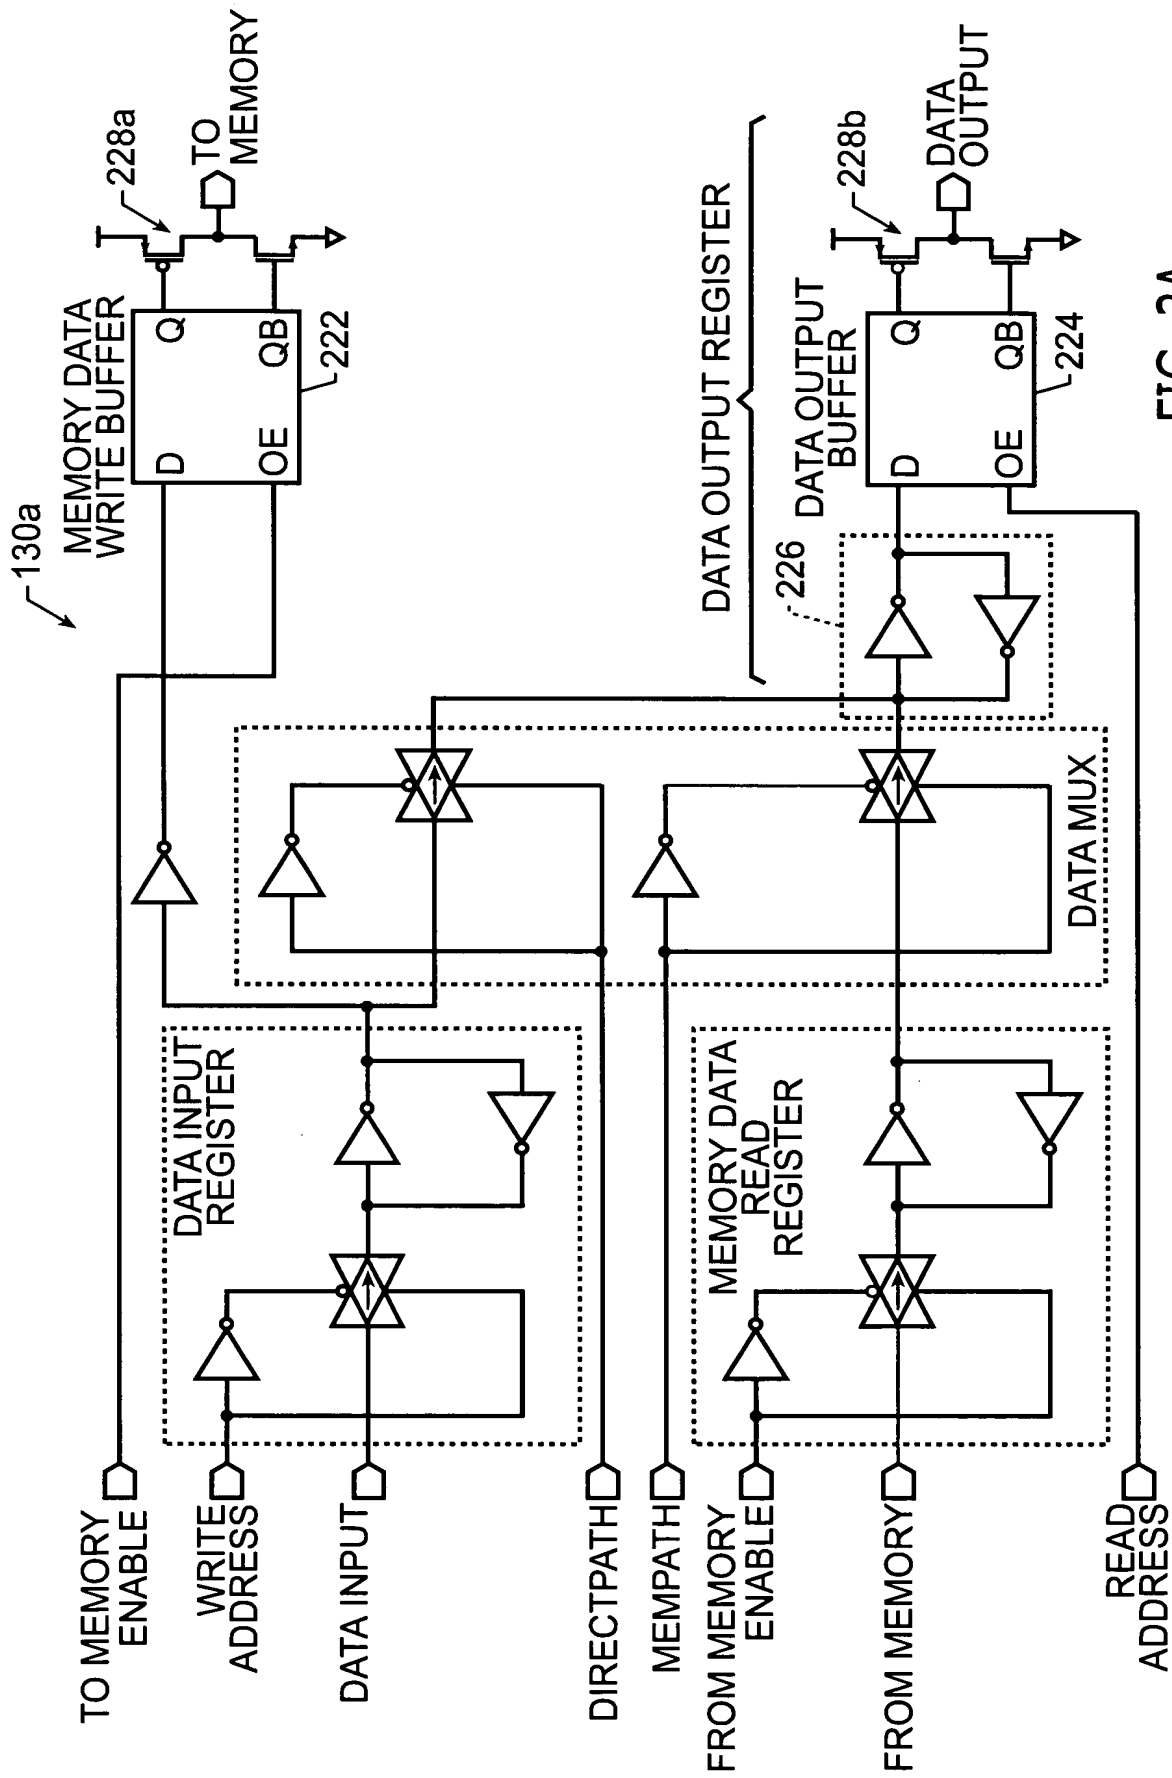 130a
MEMORY DATA
WRITE BUFFER
D
Q
OE
QB
222
228a
TO
MEMORY
TO MEMORY
ENABLE
WRITE
ADDRESS
DATA INPUT
DATA INPUT
REGISTER
DIRECTPATH
MEMPATH
FROM MEMORY
ENABLE
FROM MEMORY
MEMORY DATA
READ
REGISTER
DATA MUX
226
DATA OUTPUT REGISTER
DATA OUTPUT
BUFFER
D
Q
OE
QB
224
228b
DATA
OUTPUT
READ
ADDRESS